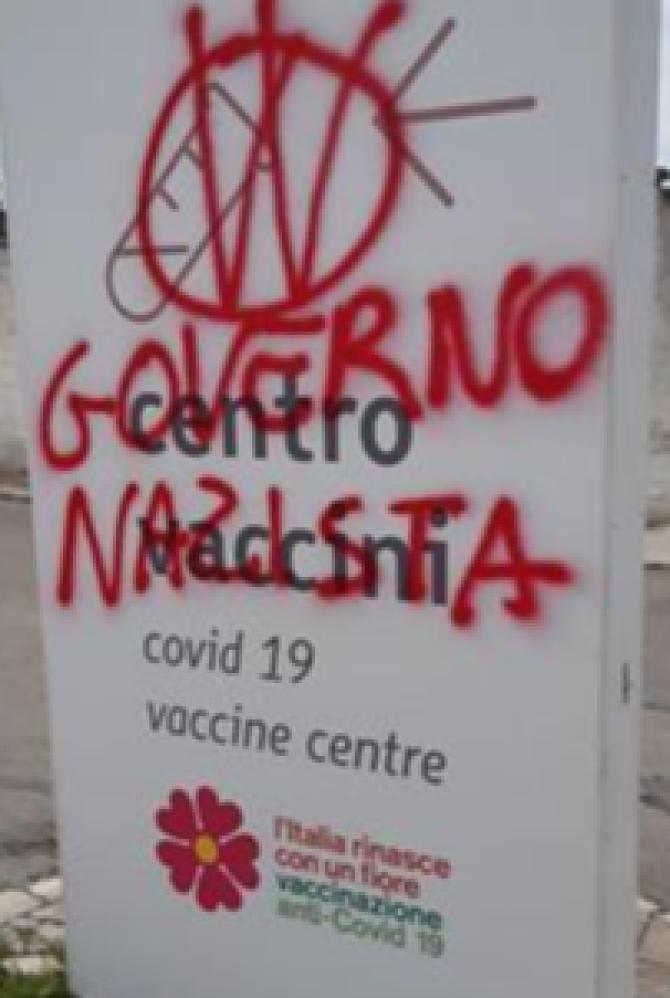 GOVERNO
centro
NAZISTA
vaccini
covid 19
vaccine centre
l'Italia rinasce
con un fiore
vaccinazione
anti-Covid 19